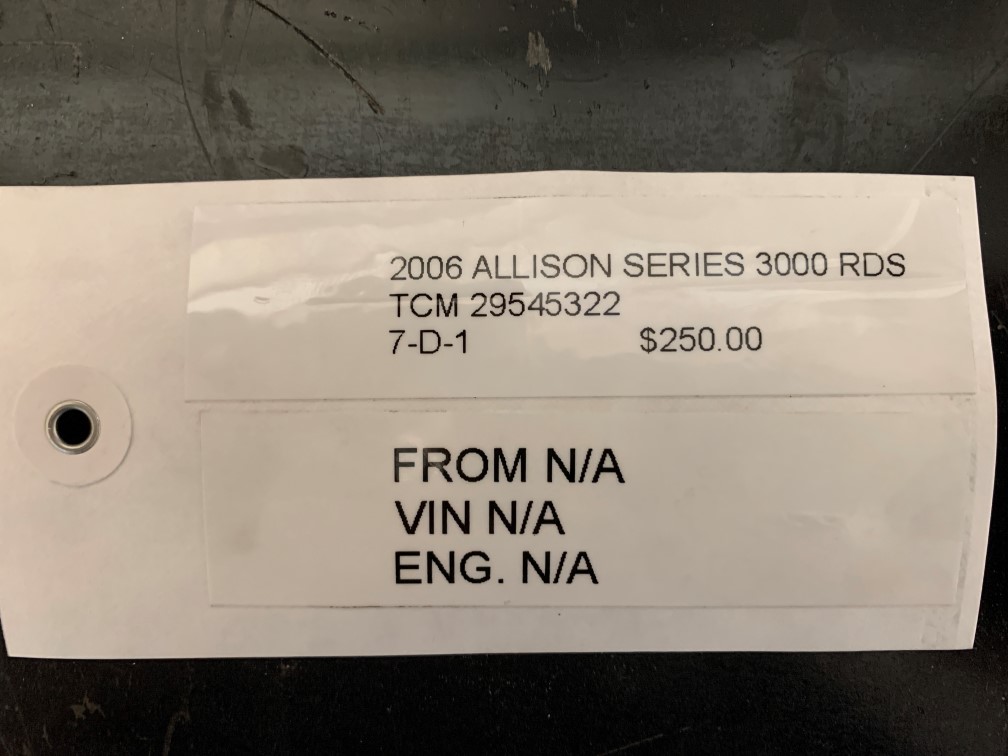 2006 ALLISON SERIES 3000 RDS
TCM 29545322
7-D-1 $250.00
FROM N/A
VIN N/A
ENG. N/A